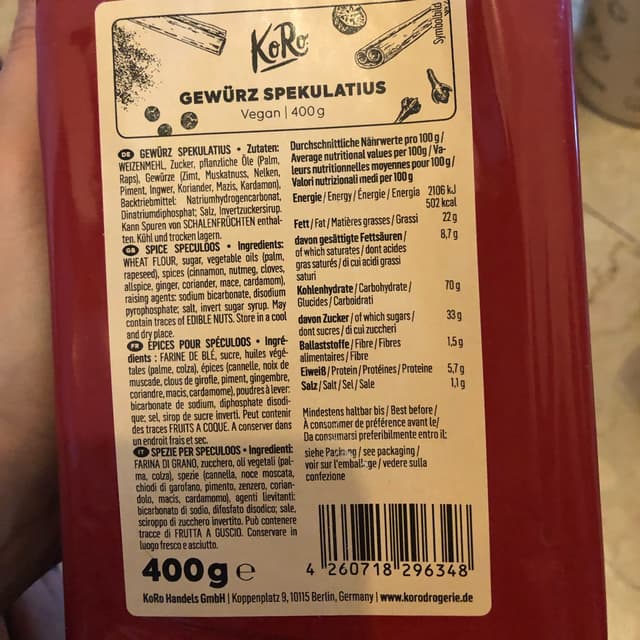 Symbolbild
KoRo
GEWÜRZ SPEKULATIUS
Vegan | 400g
DE GEWÜRZ SPEKULATIUS • Zutaten:
WEIZENMEHL, Zucker, pflanzliche Öle (Palm,
Raps), Gewürze (Zimt, Muskatnuss, Nelken,
Piment, Ingwer, Koriander, Mazis, Kardamom),
Backtriebmittel: Natriumhydrogencarbonat,
Dinatriumdiphosphat; Salz, Invertzuckersirup.
Kann Spuren von SCHALENFRÜCHTEN enthal-
ten. Kühl und trocken lagern.
GB SPICE SPECULOOS • Ingredients:
WHEAT FLOUR, sugar, vegetable oils (palm,
rapeseed), spices (cinnamon, nutmeg, cloves,
allspice, ginger, coriander, mace, cardamom),
raising agents: sodium bicarbonate, disodium
pyrophosphate; salt, invert sugar syrup. May
contain traces of EDIBLE NUTS. Store in a cool
and dry place.
FR ÉPICES POUR SPÉCULOOS • Ingré-
dients : FARINE DE BLÉ, sucre, huiles végé-
tales (palme, colza), épices (cannelle, noix de
muscade, clous de girofle, piment, gingembre,
coriandre, macis, cardamome), poudres à lever:
bicarbonate de sodium, diphosphate disodi-
que; sel, sirop de sucre inverti. Peut contenir
des traces FRUITS A COQUE. A conserver dans
un endroit frais et sec.
IT SPEZIE PER SPECULOOS • Ingredienti:
FARINA DI GRANO, zucchero, oli vegetali (pal-
ma, colza), spezie (cannella, noce moscata,
chiodi di garofano, pimento, zenzero, corian-
dolo, macis, cardamomo), agenti lievitanti:
bicarbonato di sodio, difosfato disodico; sale,
sciroppo di zucchero invertito. Può contenere
tracce di FRUTTA A GUSCIO. Conservare in
luogo fresco e asciutto.
400g e
Durchschnittliche Nährwerte pro 100 g /
Average nutritional values per 100g / Va-
leurs nutritionnelles moyennes pour 100g /
Valori nutrizionali medi per 100 g
Energie / Energy / Énergie / Energia 2106 kJ
502 kcal
Fett / Fat / Matières grasses / Grassi 22 g
davon gesättigte Fettsäuren / 8,7 g
of which saturates / dont acides
gras saturés / di cui acidi grassi
saturi
Kohlenhydrate / Carbohydrate / 70 g
Glucides / Carboidrati
davon Zucker / of which sugars / 33 g
dont sucres / di cui zuccheri
Ballaststoffe / Fibre / Fibres 1,5 g
alimentaires / Fibre
Eiweiß / Protein / Protéines / Proteine 5,7 g
Salz / Salt / Sel / Sale 1,1 g
Mindestens haltbar bis / Best before /
À consommer de préférence avant le /
Da consumarsi preferibilmente entro il:
siehe Packung / see packaging /
voir sur l'emballage / vedere sulla
confezione
4 260718 296348
KoRo Handels GmbH | Koppenplatz 9, 10115 Berlin, Germany | www.korodrogerie.de